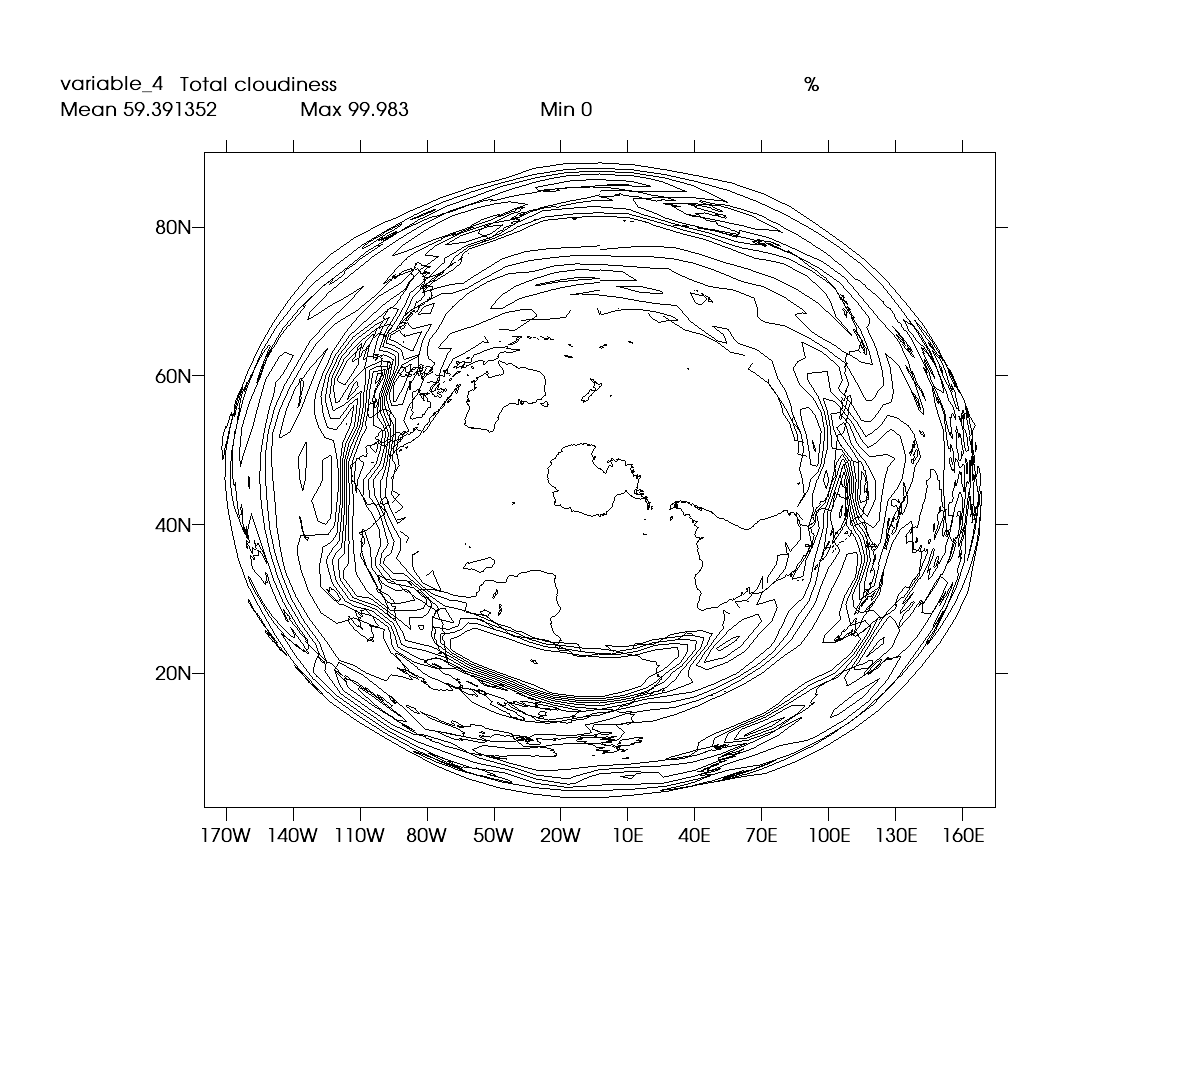 variable_4 Total cloudiness %
Mean 59.391352 Max 99.983 Min 0
80N
60N
40N
20N
170W 140W 110W 80W 50W 20W 10E 40E 70E 100E 130E 160E